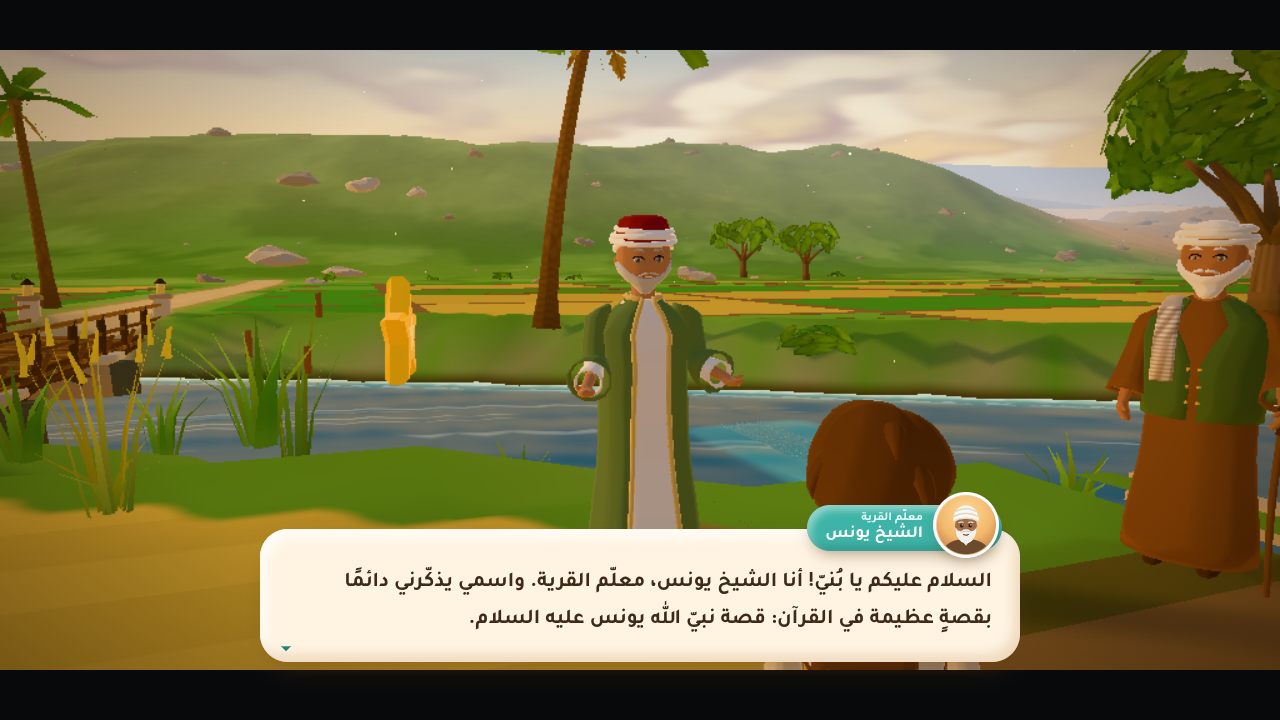 معلّم القرية
الشيخ يونس
السلام عليكم يا بُنيّ! أنا الشيخ يونس، معلّم القرية. واسمي يذكّرني دائمًا
بقصةٍ عظيمة في القرآن: قصة نبيّ الله يونس عليه السلام.